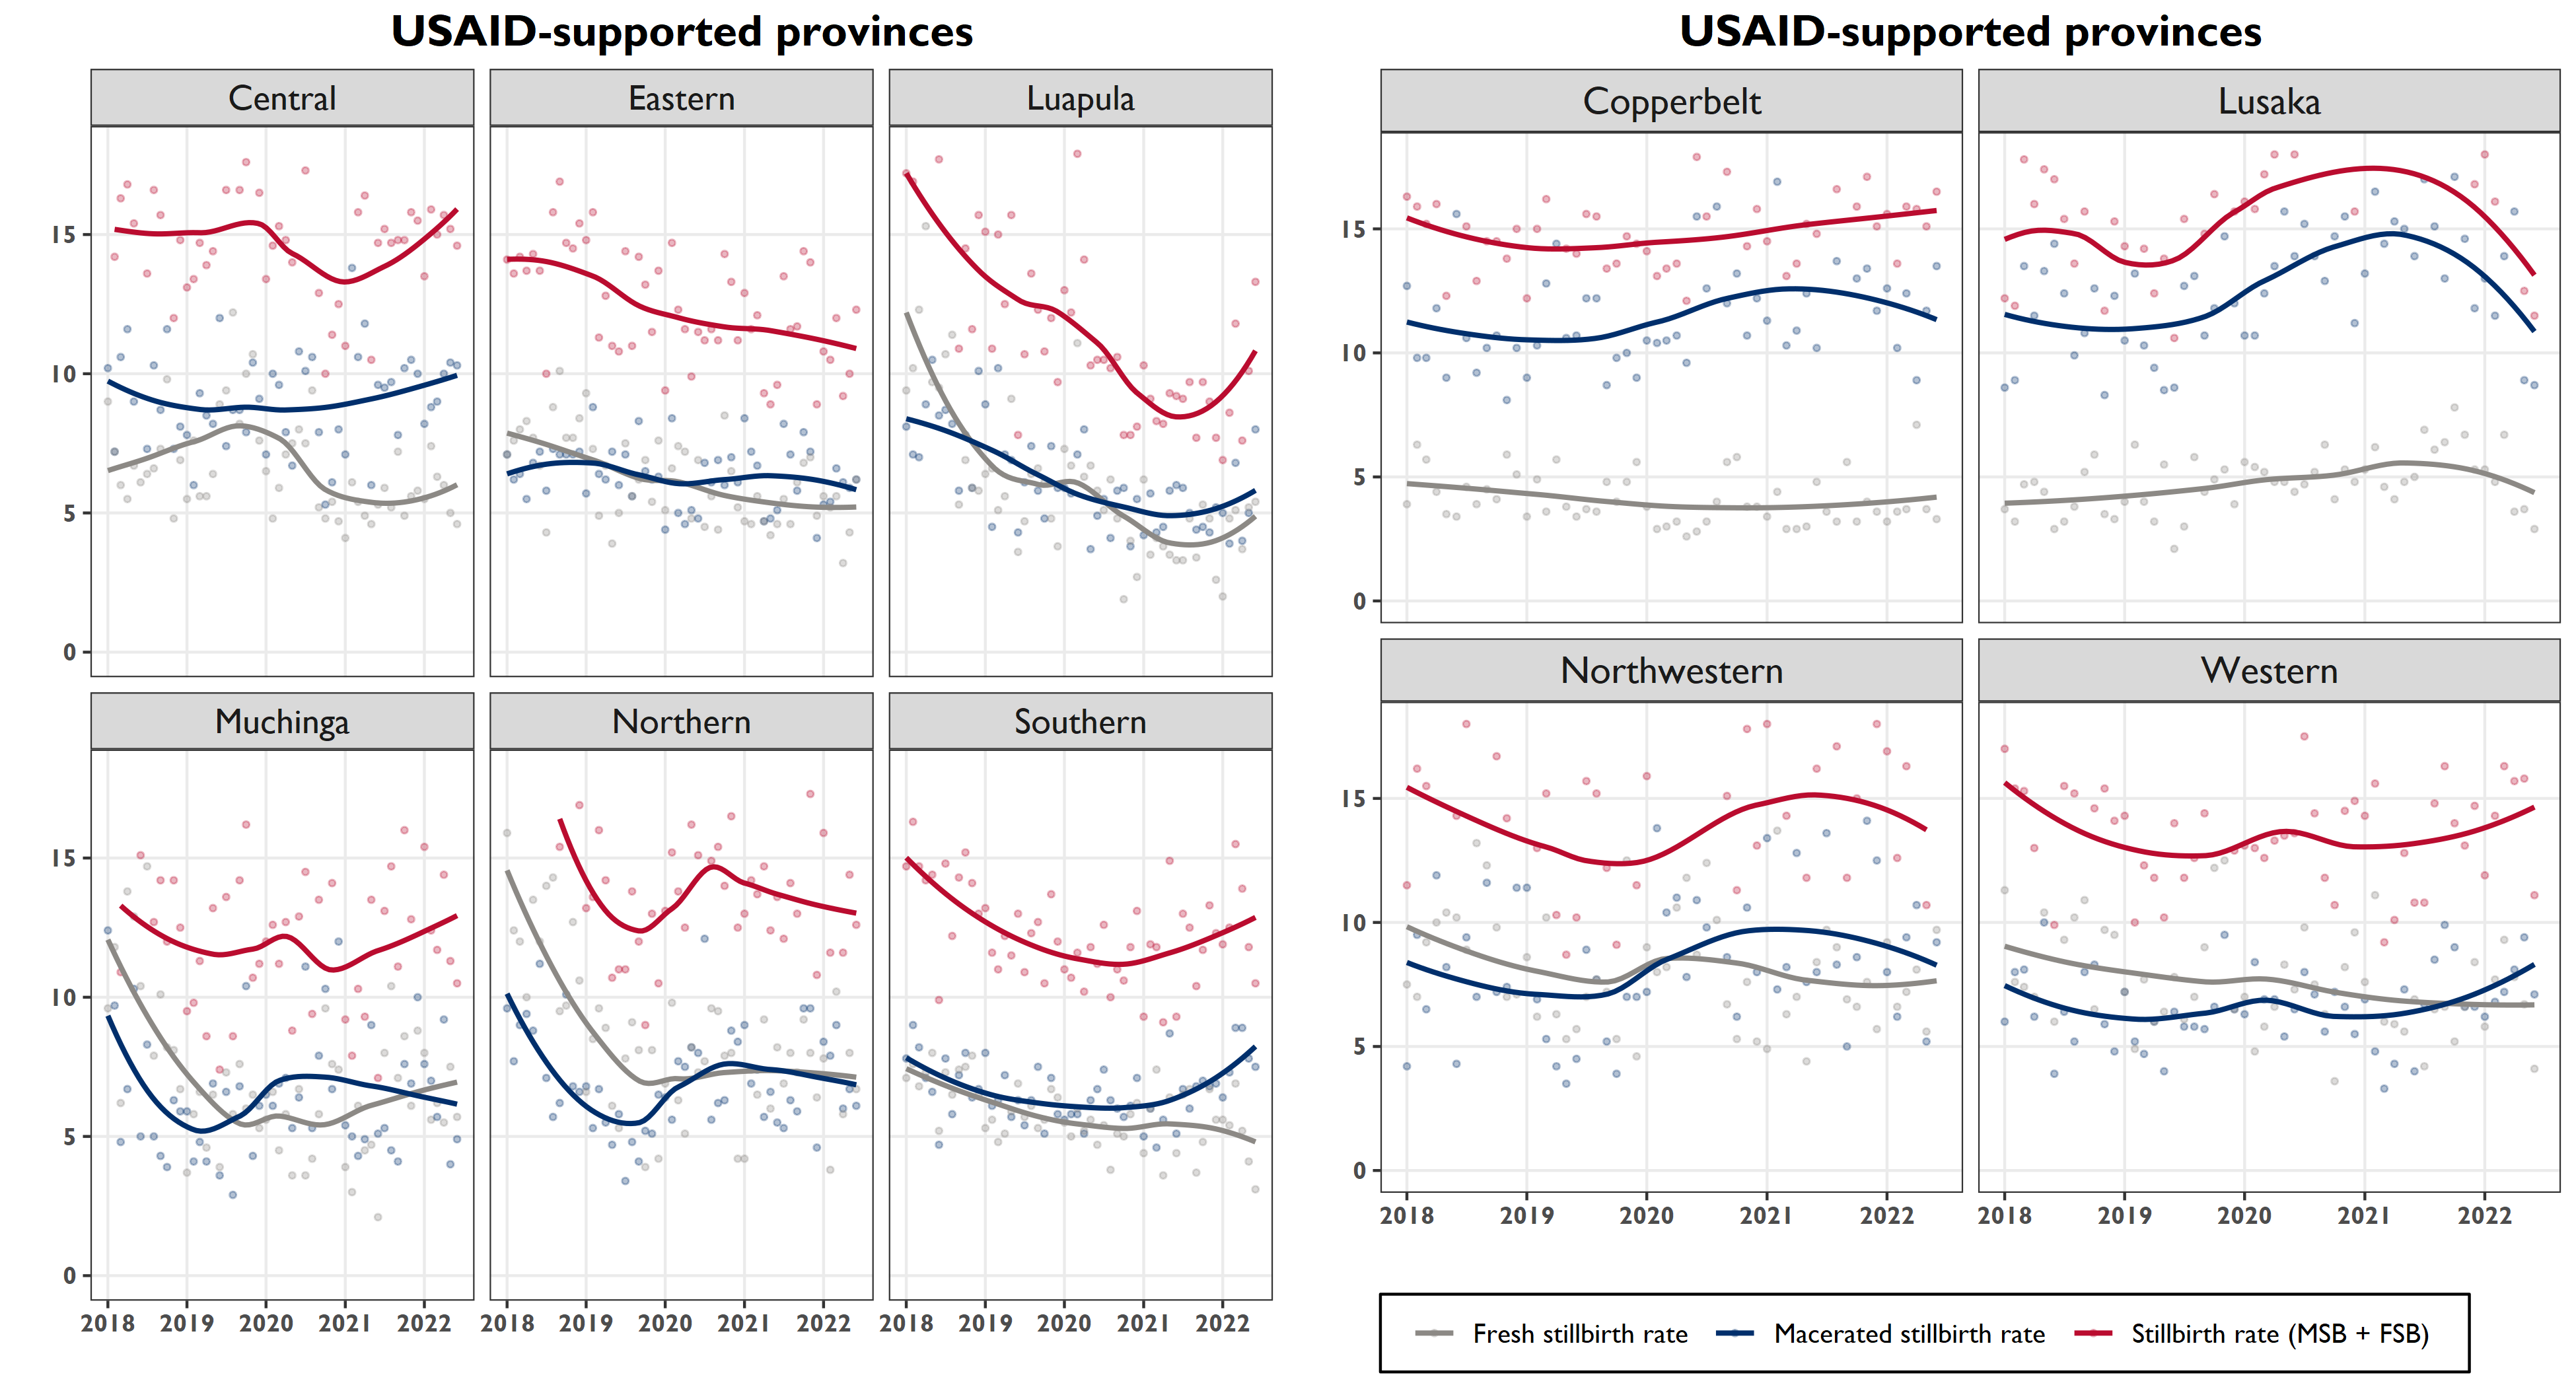 USAID-supported provinces
Central Eastern Luapula
15
10
5
0
Muchinga Northern Southern
15
10
5
0
2018 2019 2020 2021 2022 2018 2019 2020 2021 2022 2018 2019 2020 2021 2022
USAID-supported provinces
Copperbelt Lusaka
15
10
5
0
Northwestern Western
15
10
5
0
2018 2019 2020 2021 2022 2018 2019 2020 2021 2022
Fresh stillbirth rate Macerated stillbirth rate Stillbirth rate (MSB + FSB)